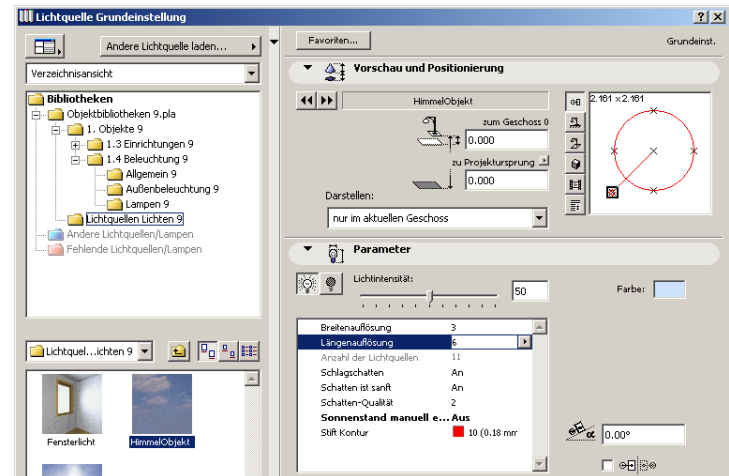 Lichtquelle Grundeinstellung
Andere Lichtquelle laden...
Verzeichnisansicht
Bibliotheken
Objektbibliotheken 9.pla
1. Objekte 9
1.3 Einrichtungen 9
1.4 Beleuchtung 9
Allgemein 9
Außenbeleuchtung 9
Lampen 9
Lichtquellen Lichten 9
Andere Lichtquellen/Lampen
Fehlende Lichtquellen/Lampen
Lichtquel...ichten 9
Fensterlicht
HimmelObjekt
Favoriten...
Grundeinst.
Vorschau und Positionierung
HimmelObjekt
zum Geschoss 0
0.000
zu Projektursprung
0.000
Darstellen:
nur im aktuellen Geschoss
2.161 x2.161
Parameter
Lichtintensität:
50
Farbe:
Breitenauflösung 3
Längenauflösung 6
Anzahl der Lichtquellen 11
Schlagschatten An
Schatten ist sanft An
Schatten-Qualität 2
Sonnenstand manuell e... Aus
Stift Kontur 10 (0.18 mm
α 0.00°